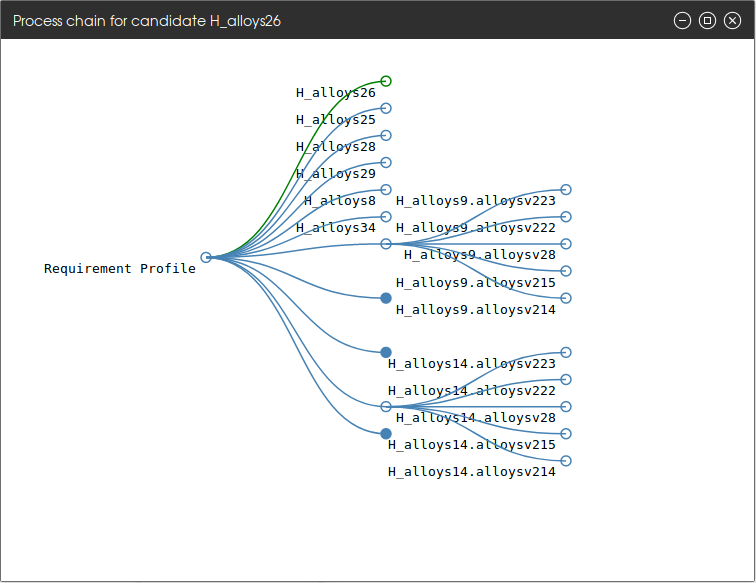 Process chain for candidate H_alloys26
H_alloys26
H_alloys25
H_alloys28
H_alloys29
H_alloys8
H_alloys34
Requirement Profile
H_alloys9.alloysv223
H_alloys9.alloysv222
H_alloys9.alloysv28
H_alloys9.alloysv215
H_alloys9.alloysv214
H_alloys14.alloysv223
H_alloys14.alloysv222
H_alloys14.alloysv28
H_alloys14.alloysv215
H_alloys14.alloysv214